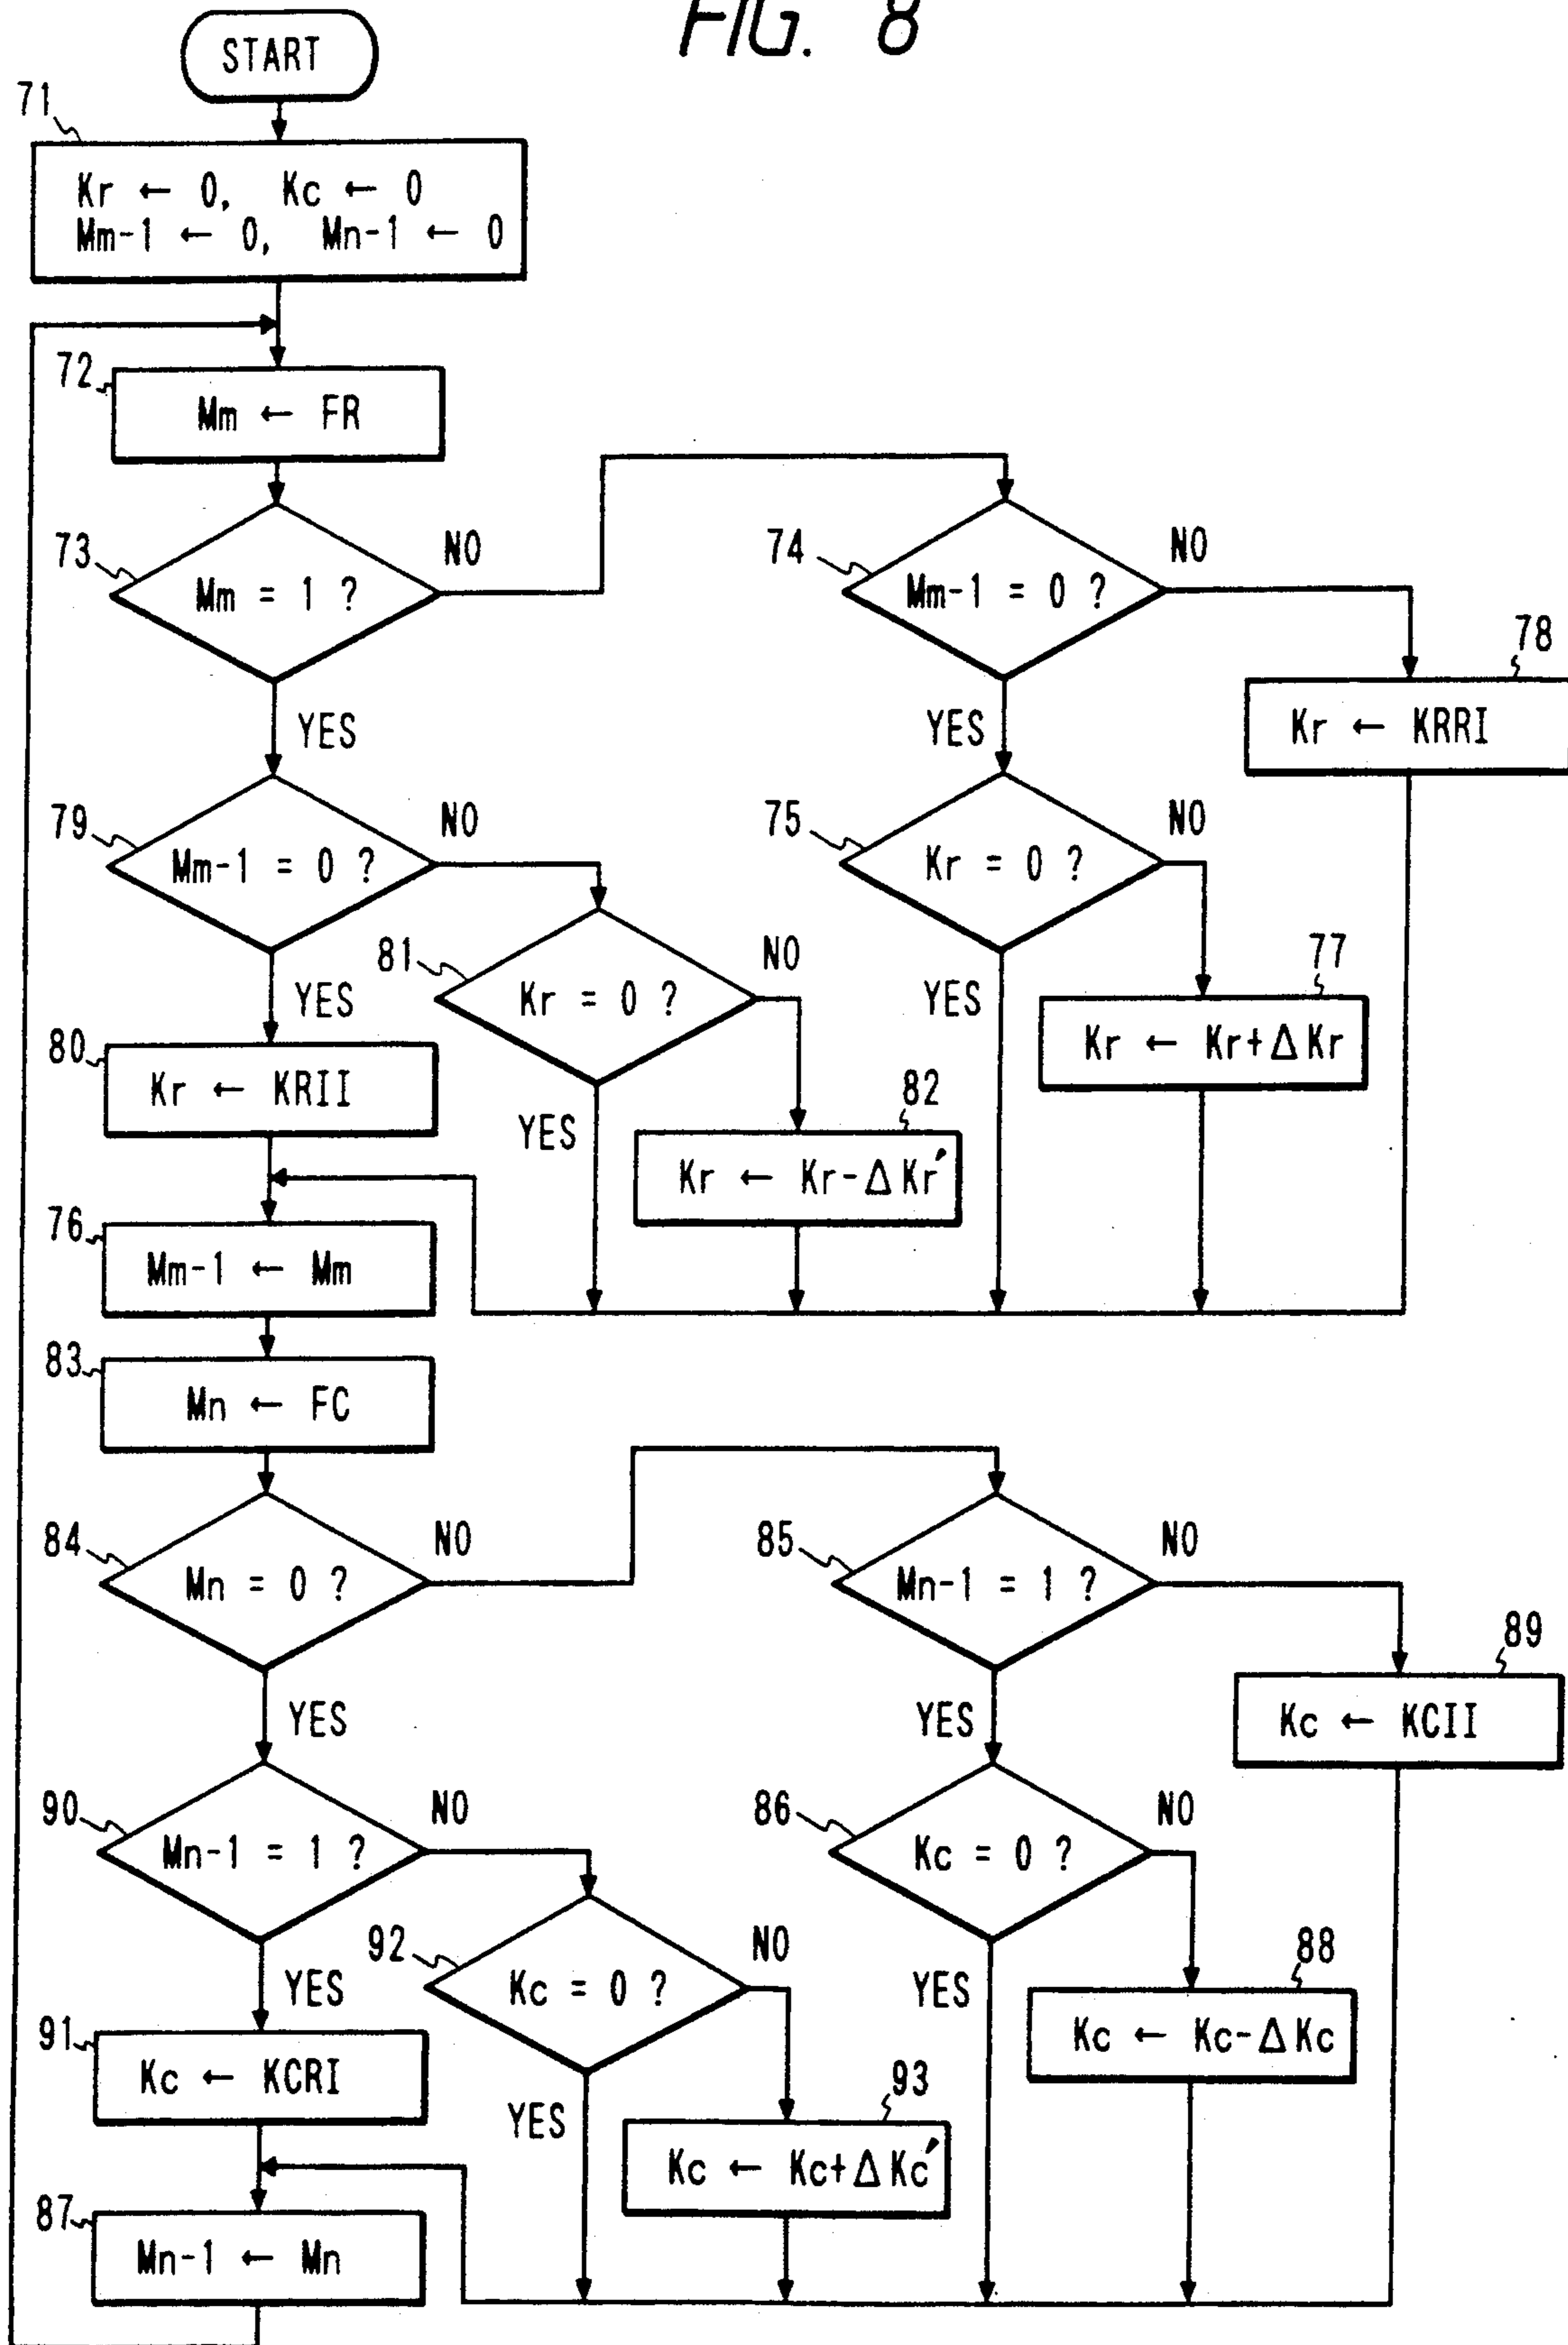 FIG. 8
START
71
Kr ← 0, Kc ← 0
Mm-1 ← 0, Mn-1 ← 0
72
Mm ← FR
73
Mm = 1 ?
NO
YES
74
Mm-1 = 0 ?
NO
YES
78
Kr ← KRRI
79
Mm-1 = 0 ?
NO
YES
75
Kr = 0 ?
NO
YES
81
Kr = 0 ?
NO
YES
77
Kr ← Kr+ΔKr
80
Kr ← KRII
82
Kr ← Kr-ΔKr′
76
Mm-1 ← Mm
83
Mn ← FC
84
Mn = 0 ?
NO
YES
85
Mn-1 = 1 ?
NO
YES
89
Kc ← KCII
90
Mn-1 = 1 ?
NO
YES
86
Kc = 0 ?
NO
YES
92
Kc = 0 ?
NO
YES
88
Kc ← Kc-ΔKc
91
Kc ← KCRI
93
Kc ← Kc+ΔKc′
87
Mn-1 ← Mn